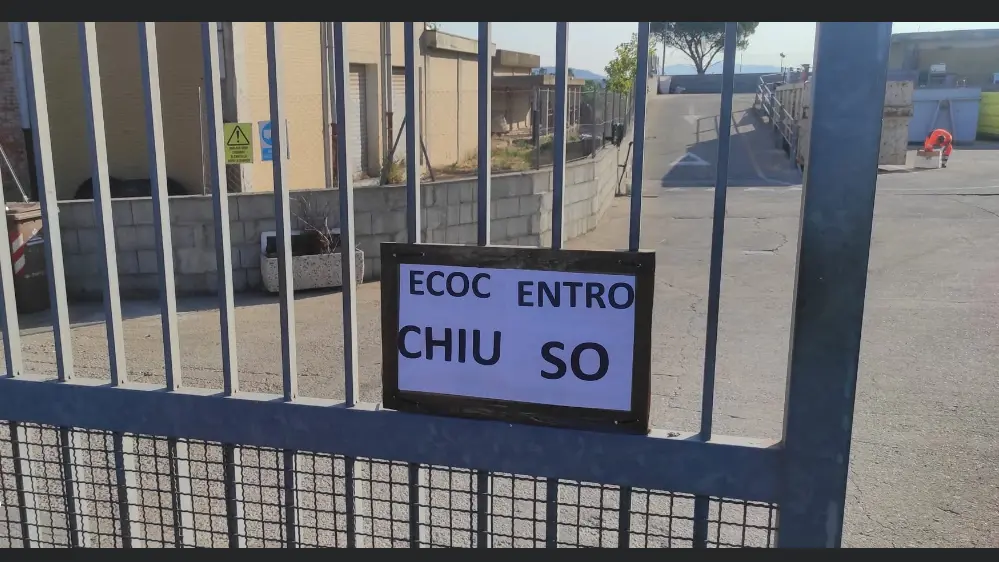 ECOC ENTRO
CHIU SO